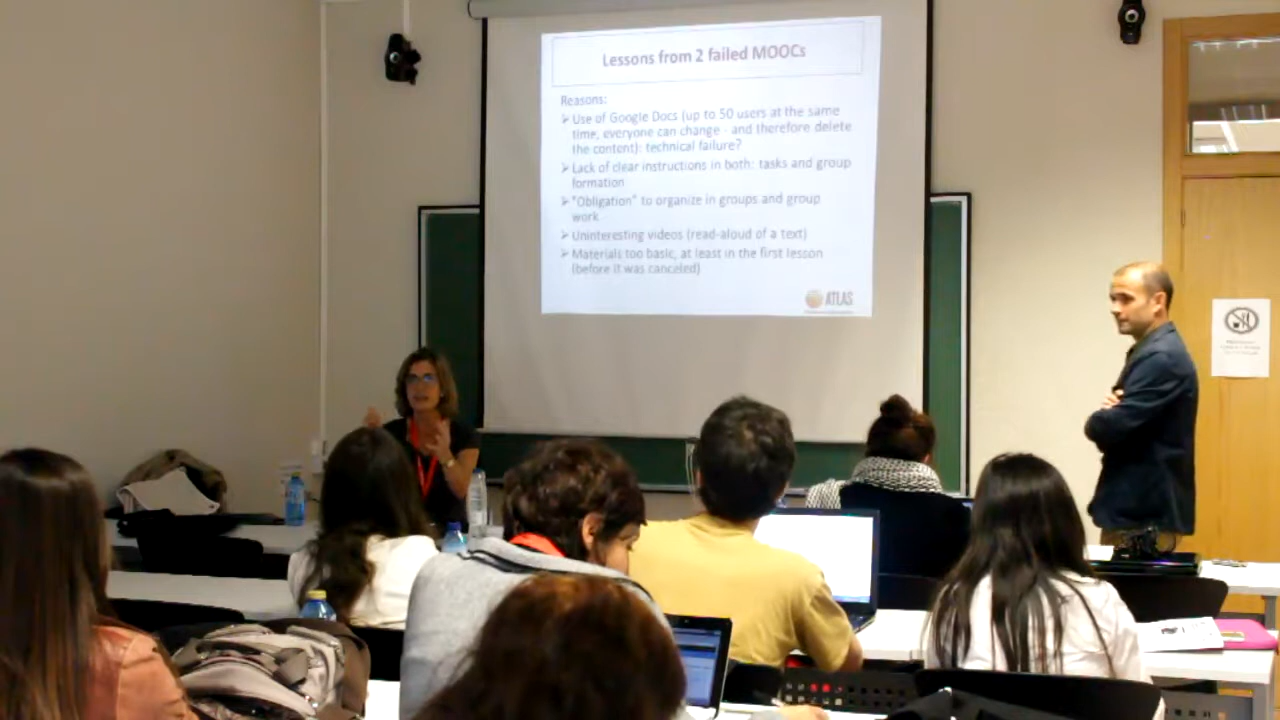 Lessons from 2 failed MOOCs
Reasons:
➢ Use of Google Docs (up to 50 users at the same
time, everyone can change - and therefore delete
the content): technical failure?
➢ Lack of clear instructions in both: tasks and group
formation
➢ "Obligation" to organize in groups and group
work
➢ Uninteresting videos (read-aloud of a text)
➢ Materials too basic, at least in the first lesson
(before it was canceled)
ATLAS